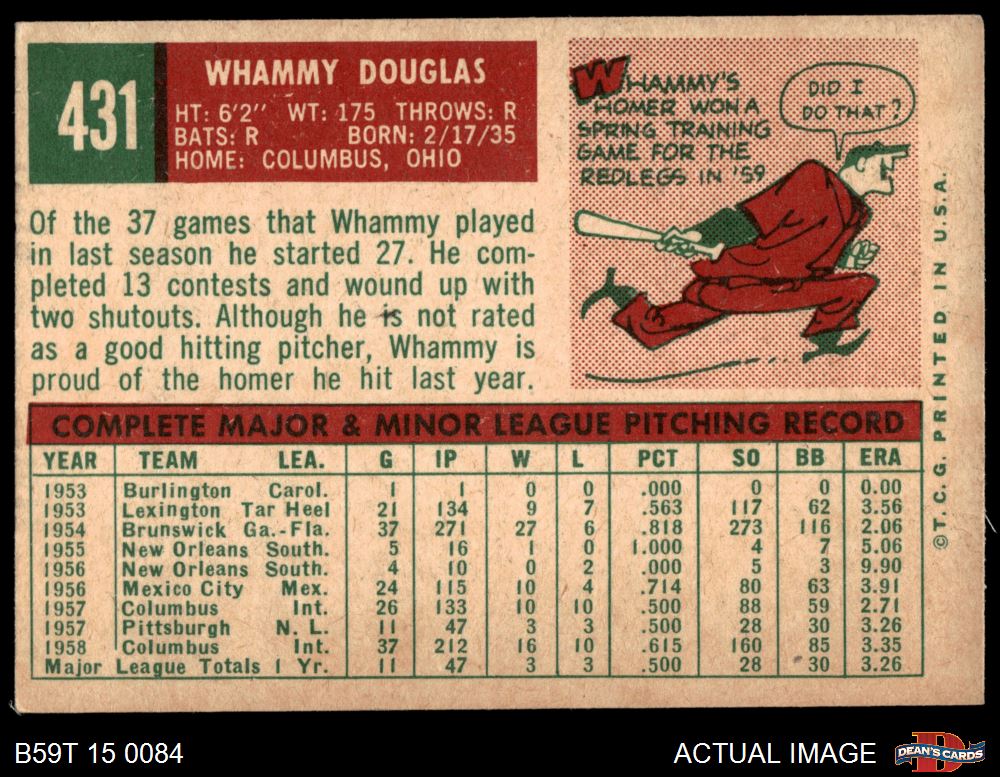 431
WHAMMY DOUGLAS
HT: 6'2" WT: 175 THROWS: R
BATS: R BORN: 2/17/35
HOME: COLUMBUS, OHIO
WHAMMY'S
HOMER WON A
SPRING TRAINING
GAME FOR THE
REDLEGS IN '59
DID I
DO THAT?
Of the 37 games that Whammy played
in last season he started 27. He com-
pleted 13 contests and wound up with
two shutouts. Although he is not rated
as a good hitting pitcher, Whammy is
proud of the homer he hit last year.
COMPLETE MAJOR & MINOR LEAGUE PITCHING RECORD
YEAR TEAM LEA. G IP W L PCT SO BB ERA
1953 Burlington Carol. 1 1 0 0 .000 0 0 0.00
1953 Lexington Tar Heel 21 134 9 7 .563 117 62 3.56
1954 Brunswick Ga.-Fla. 37 271 27 6 .818 273 116 2.06
1955 New Orleans South. 5 16 1 0 1.000 4 7 5.06
1956 New Orleans South. 4 10 0 2 .000 5 3 9.90
1956 Mexico City Mex. 24 115 10 4 .714 80 63 3.91
1957 Columbus Int. 26 133 10 10 .500 88 59 2.71
1957 Pittsburgh N. L. 11 47 3 3 .500 28 30 3.26
1958 Columbus Int. 37 212 16 10 .615 160 85 3.35
Major League Totals 1 Yr. 11 47 3 3 .500 28 30 3.26
©T. C. G. PRINTED IN U.S.A.
B59T 15 0084
ACTUAL IMAGE
DEAN'S CARDS